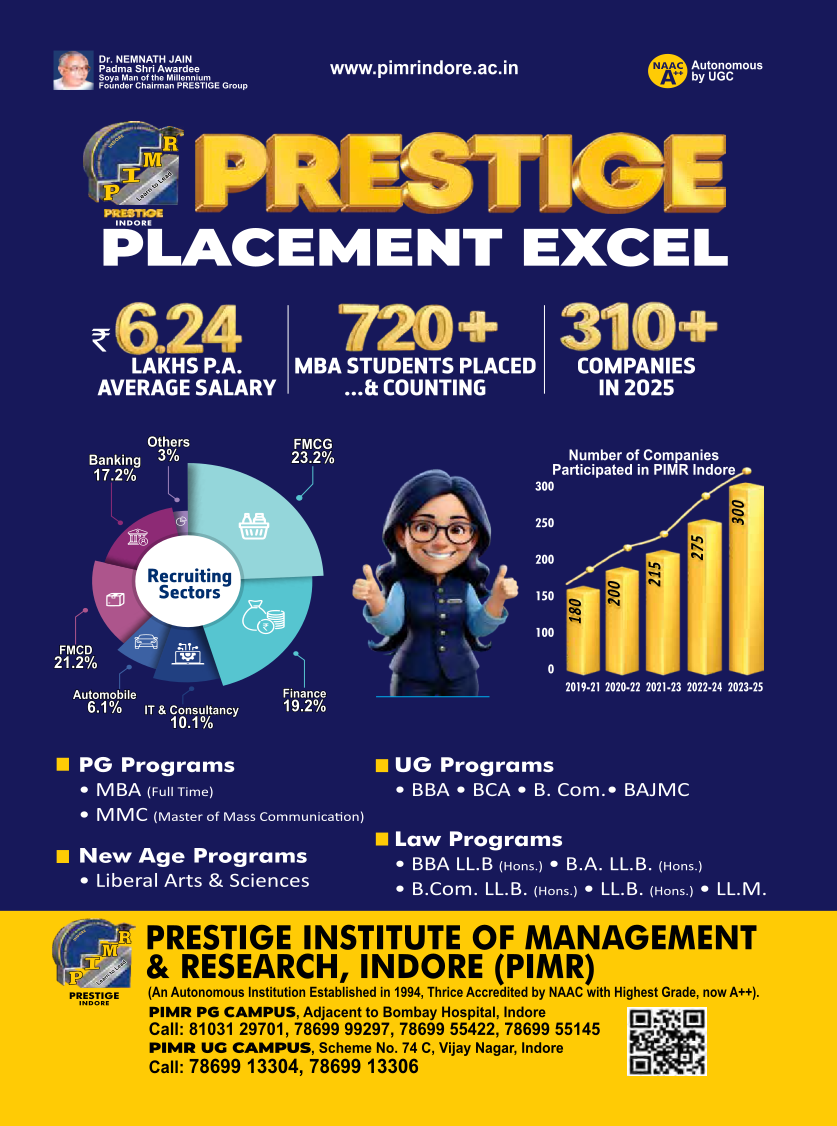 Dr. NEMNATH JAIN
Padma Shri Awardee
Soya Man of the Millennium
Founder Chairman PRESTIGE Group
www.pimrindore.ac.in
NAAC
A++
Autonomous
by UGC
PIMR
Learn to Lead
PRESTIGE
INDORE
PRESTIGE
PLACEMENT EXCEL
₹6.24
LAKHS P.A.
AVERAGE SALARY
720+
MBA STUDENTS PLACED
...& COUNTING
310+
COMPANIES
IN 2025
Others
3%
FMCG
23.2%
Banking
17.2%
Recruiting
Sectors
FMCD
21.2%
Automobile
6.1%
IT & Consultancy
10.1%
Finance
19.2%
Number of Companies
Participated in PIMR Indore
300
250
200
150
100
0
180
200
215
275
300
2019-21 2020-22 2021-23 2022-24 2023-25
PG Programs
• MBA (Full Time)
• MMC (Master of Mass Communication)
New Age Programs
• Liberal Arts & Sciences
UG Programs
• BBA • BCA • B. Com.• BAJMC
Law Programs
• BBA LL.B (Hons.) • B.A. LL.B. (Hons.)
• B.Com. LL.B. (Hons.) • LL.B. (Hons.) • LL.M.
PIMR
Learn to Lead
PRESTIGE
INDORE
PRESTIGE INSTITUTE OF MANAGEMENT
& RESEARCH, INDORE (PIMR)
(An Autonomous Institution Established in 1994, Thrice Accredited by NAAC with Highest Grade, now A++).
PIMR PG CAMPUS, Adjacent to Bombay Hospital, Indore
Call: 81031 29701, 78699 99297, 78699 55422, 78699 55145
PIMR UG CAMPUS, Scheme No. 74 C, Vijay Nagar, Indore
Call: 78699 13304, 78699 13306